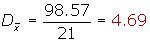 D_x̄ = 98.57/21 = 4.69